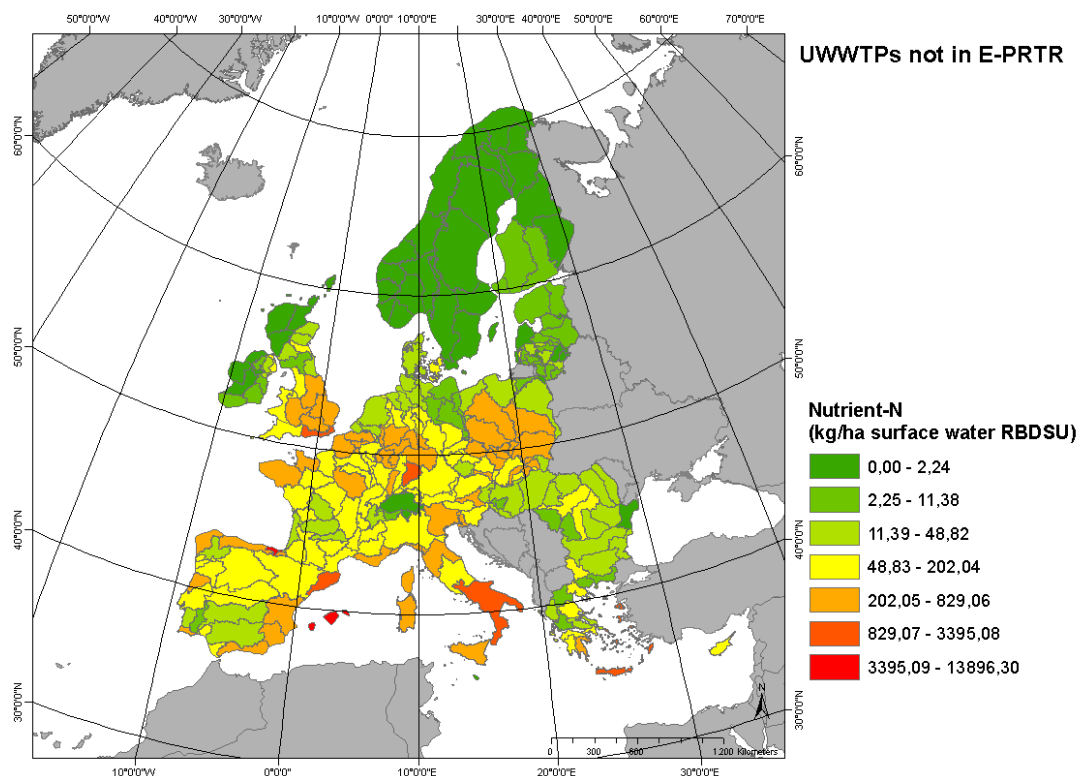 50°0'0"W 40°0'0"W 30°0'0"W 20°0'0"W 10°0'0"W 0°0'0" 10°0'0"E 30°0'0"E 40°0'0"E 50°0'0"E 60°0'0"E 70°0'0"E
UWWTPs not in E-PRTR
60°0'0"N 60°0'0"N
50°0'0"N 50°0'0"N
40°0'0"N 40°0'0"N
30°0'0"N 30°0'0"N
Nutrient-N
(kg/ha surface water RBDSU)
0,00 - 2,24
2,25 - 11,38
11,39 - 48,82
48,83 - 202,04
202,05 - 829,06
829,07 - 3395,08
3395,09 - 13896,30
N
0 300 600 1 200 Kilometers
10°0'0"W 0°0'0" 10°0'0"E 20°0'0"E 30°0'0"E